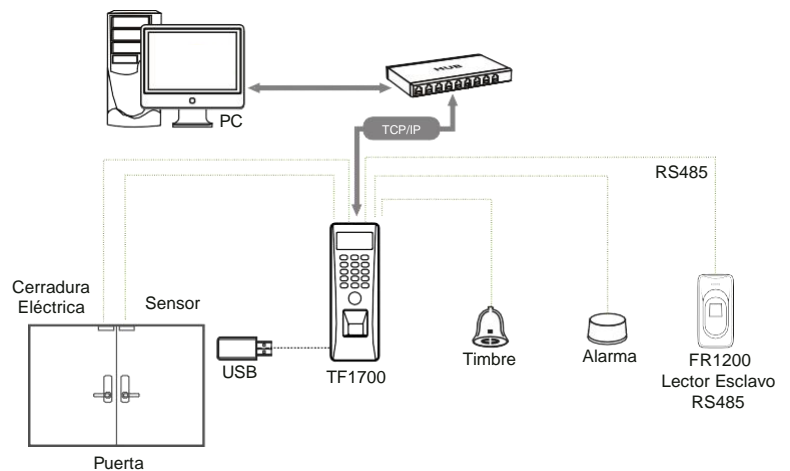 HUB
PC
TCP/IP
RS485
Cerradura
Eléctrica
Sensor
USB
TF1700
Timbre
Alarma
FR1200
Lector Esclavo
RS485
Puerta